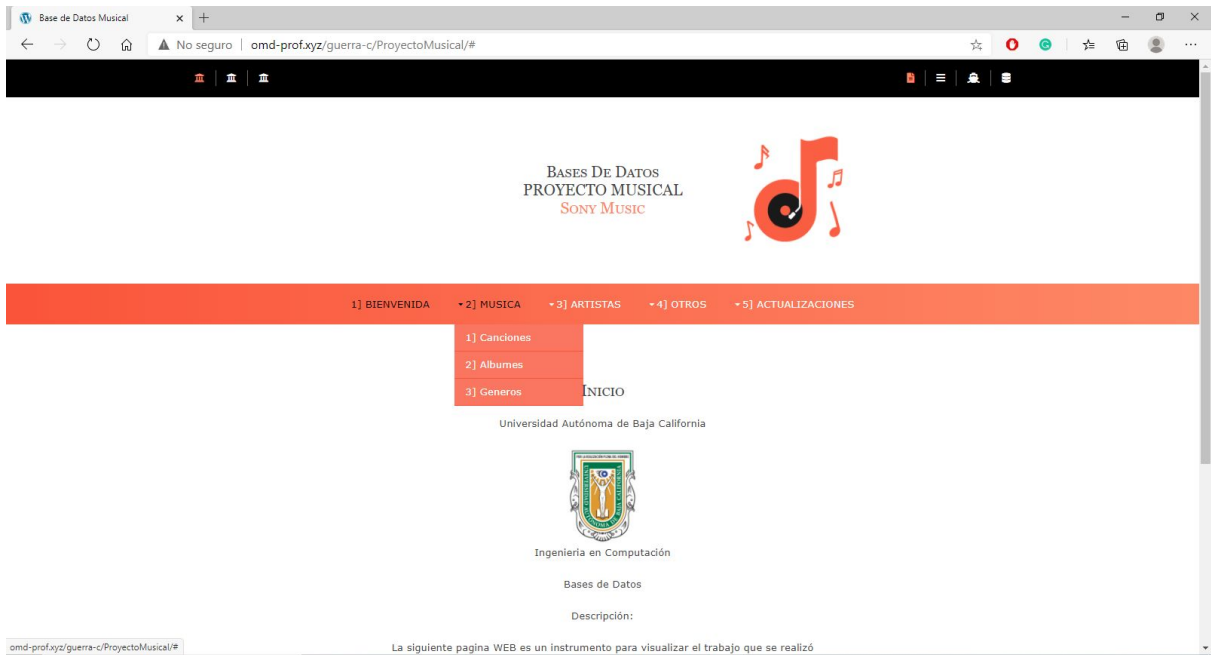 Base de Datos Musical
No seguro | omd-prof.xyz/guerra-c/ProyectoMusical/#
BASES DE DATOS
PROYECTO MUSICAL
SONY MUSIC
1] BIENVENIDA 2] MUSICA 3] ARTISTAS 4] OTROS 5] ACTUALIZACIONES
1] Canciones
2] Albumes
3] Generos
INICIO
Universidad Autónoma de Baja California
Ingenieria en Computación
Bases de Datos
Descripción:
La siguiente pagina WEB es un instrumento para visualizar el trabajo que se realizó
omd-prof.xyz/guerra-c/ProyectoMusical/#